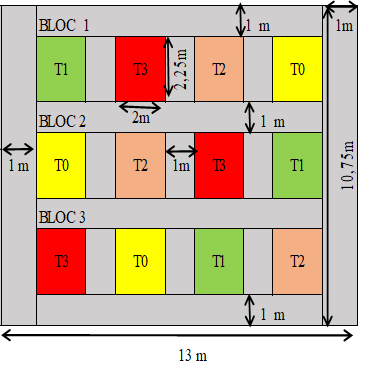 BLOC 1
1 m
1m
T1
T3
2,25m
T2
T0
2m
1 m
BLOC 2
1 m
T0
T2
1m
T3
T1
10,75m
BLOC 3
T3
T0
T1
T2
1 m
13 m